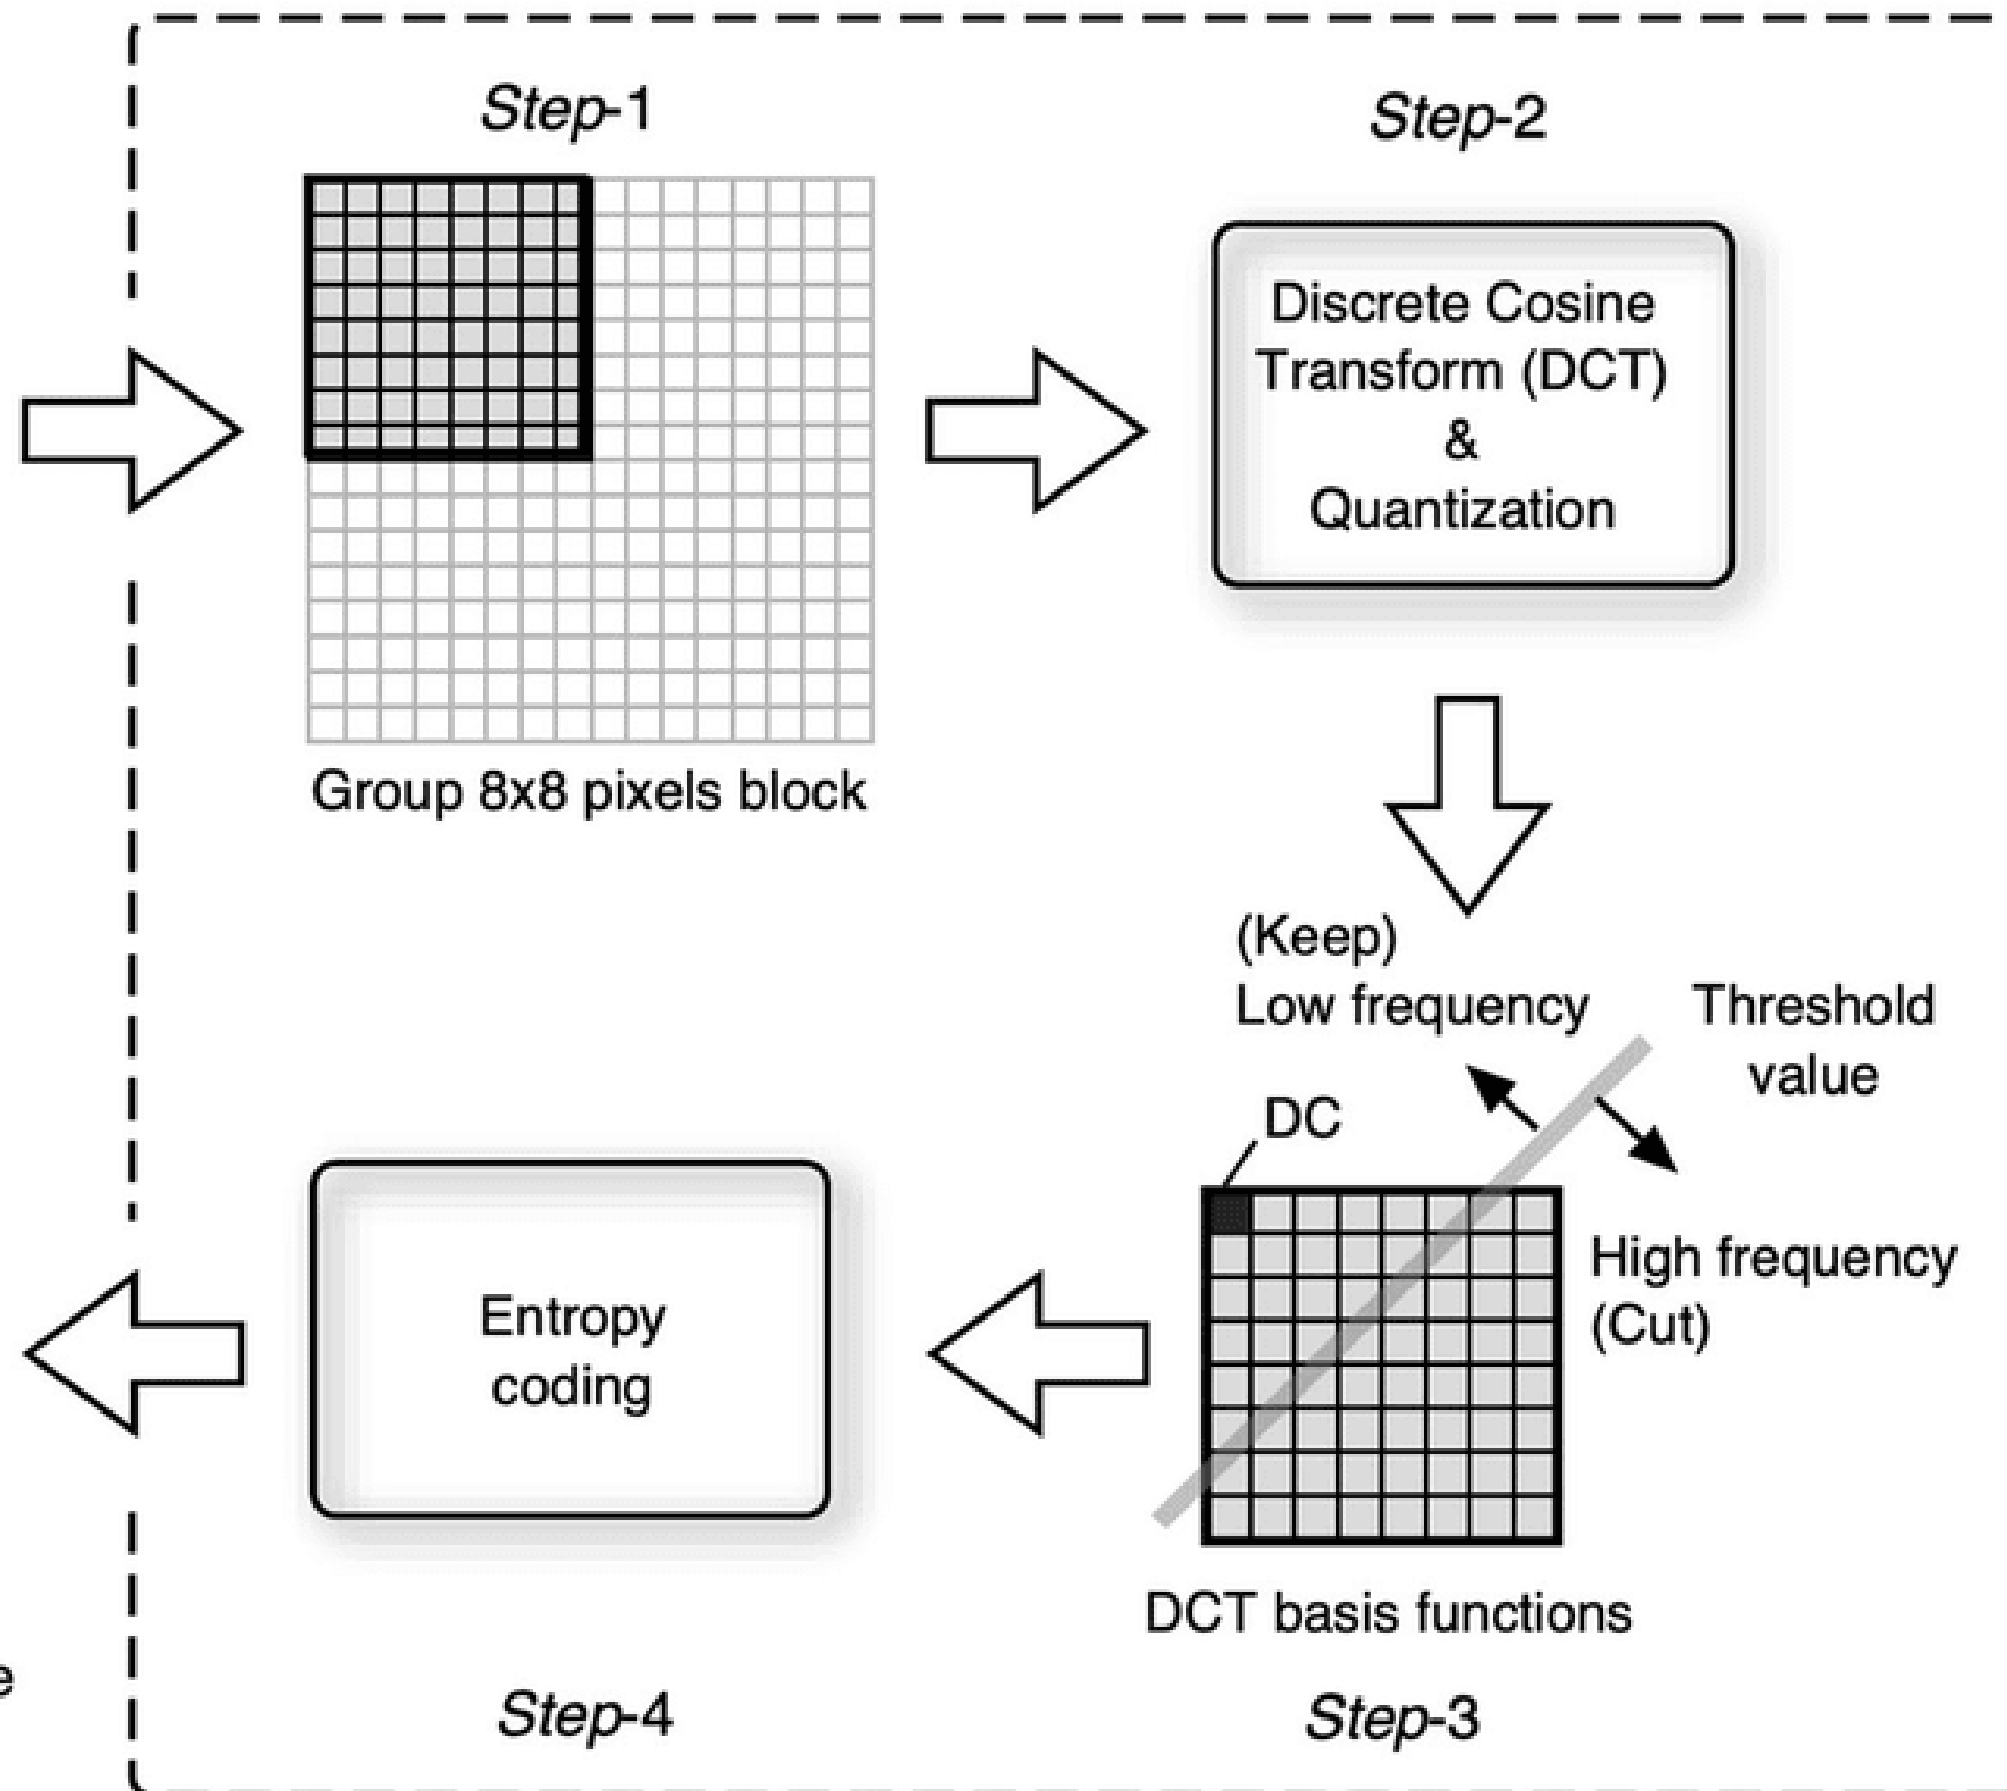 Step-1
Group 8x8 pixels block
Step-2
Discrete Cosine
Transform (DCT)
&
Quantization
(Keep)
Low frequency
Threshold
value
DC
High frequency
(Cut)
DCT basis functions
Step-3
Entropy
coding
Step-4